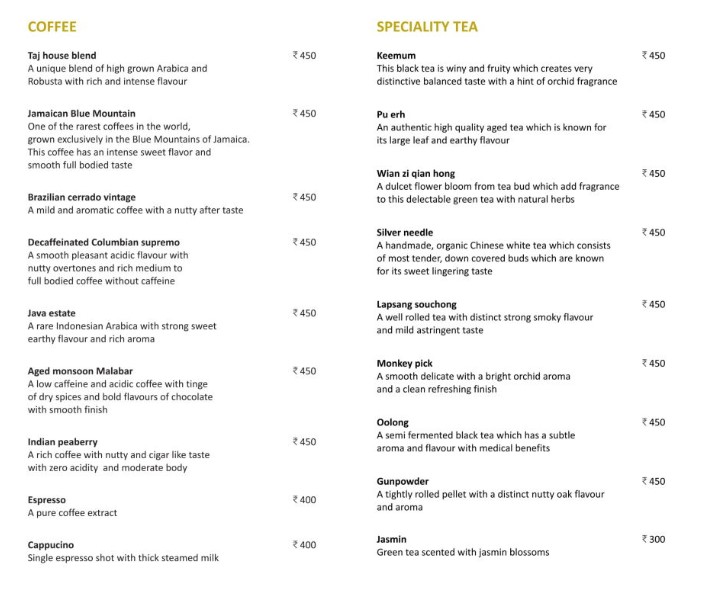 COFFEE
Taj house blend ₹ 450
A unique blend of high grown Arabica and
Robusta with rich and intense flavour
Jamaican Blue Mountain ₹ 450
One of the rarest coffees in the world,
grown exclusively in the Blue Mountains of Jamaica.
This coffee has an intense sweet flavor and
smooth full bodied taste
Brazilian cerrado vintage ₹ 450
A mild and aromatic coffee with a nutty after taste
Decaffeinated Columbian supremo ₹ 450
A smooth pleasant acidic flavour with
nutty overtones and rich medium to
full bodied coffee without caffeine
Java estate ₹ 450
A rare Indonesian Arabica with strong sweet
earthy flavour and rich aroma
Aged monsoon Malabar ₹ 450
A low caffeine and acidic coffee with tinge
of dry spices and bold flavours of chocolate
with smooth finish
Indian peaberry ₹ 450
A rich coffee with nutty and cigar like taste
with zero acidity and moderate body
Espresso ₹ 400
A pure coffee extract
Cappucino ₹ 400
Single espresso shot with thick steamed milk
SPECIALITY TEA
Keemum ₹ 450
This black tea is winy and fruity which creates very
distinctive balanced taste with a hint of orchid fragrance
Pu erh ₹ 450
An authentic high quality aged tea which is known for
its large leaf and earthy flavour
Wian zi qian hong ₹ 450
A dulcet flower bloom from tea bud which add fragrance
to this delectable green tea with natural herbs
Silver needle ₹ 450
A handmade, organic Chinese white tea which consists
of most tender, down covered buds which are known
for its sweet lingering taste
Lapsang souchong ₹ 450
A well rolled tea with distinct strong smoky flavour
and mild astringent taste
Monkey pick ₹ 450
A smooth delicate with a bright orchid aroma
and a clean refreshing finish
Oolong ₹ 450
A semi fermented black tea which has a subtle
aroma and flavour with medical benefits
Gunpowder ₹ 450
A tightly rolled pellet with a distinct nutty oak flavour
and aroma
Jasmin ₹ 300
Green tea scented with jasmin blossoms